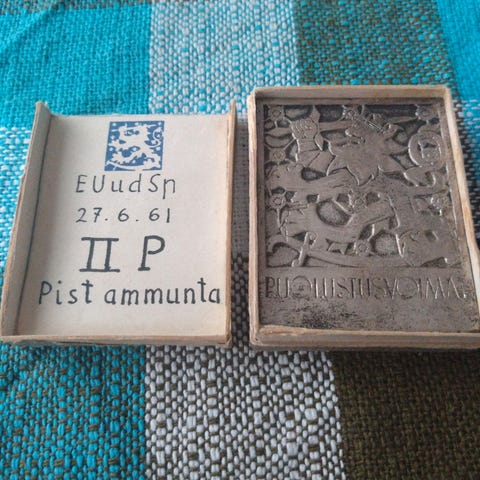 EUudSp
27.6.61
II P
Pist ammunta
PUOLUSTUSVOIMAT